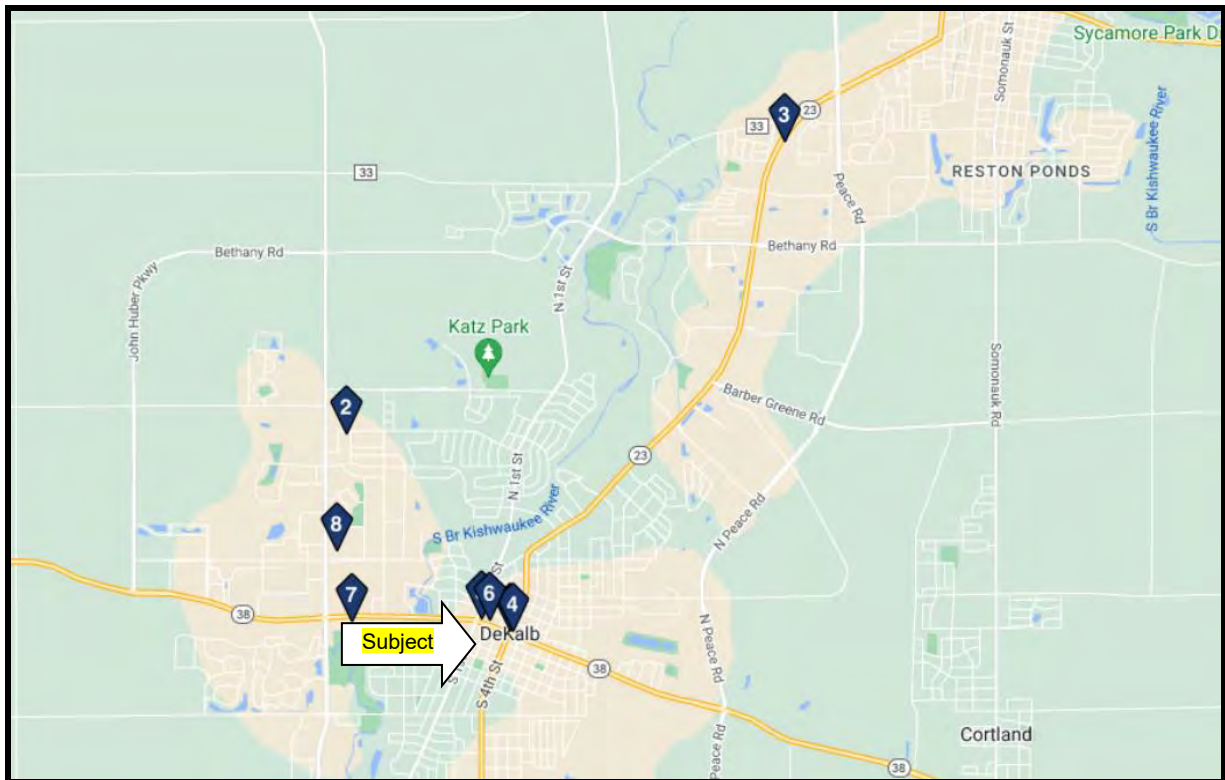 Sycamore Park D
Somonauk St
23
3
33
S Br Kishwaukee River
33
RESTON PONDS
Peace Rd
Bethany Rd
Bethany Rd
N 1st St
John Huber Pkwy
Katz Park
Somonauk Rd
2
Barber Greene Rd
23
N 1st St
N Peace Rd
8
S Br Kishwaukee River
7
6
4
38
DeKalb
Subject
N Peace Rd
38
S 4th St
Cortland
Peace Rd
38